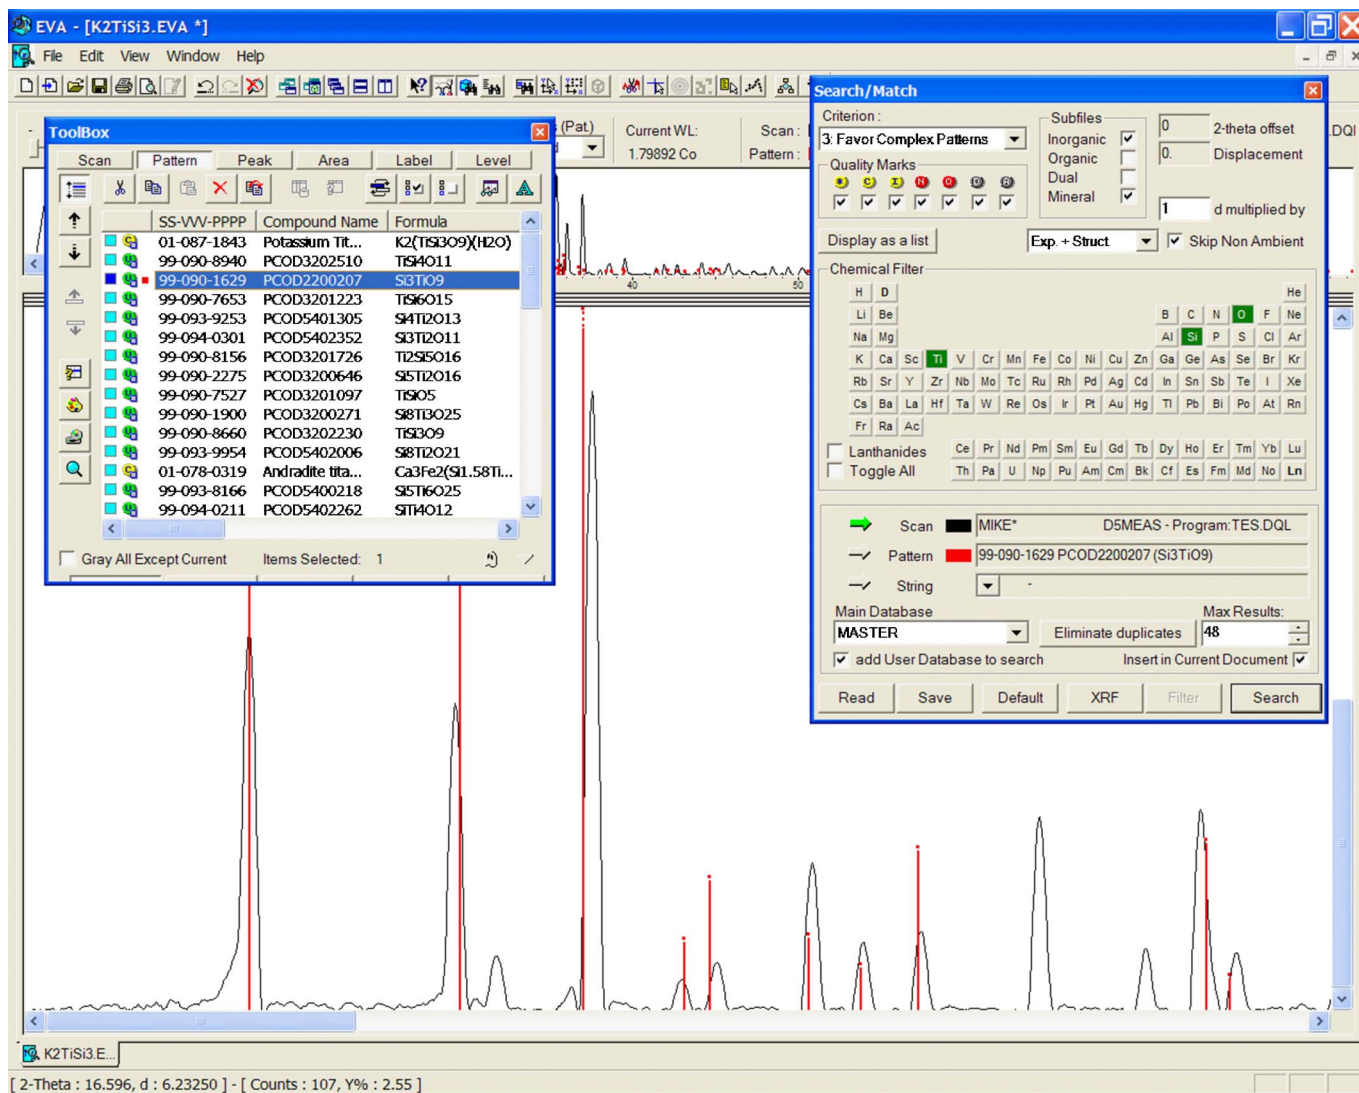 EVA - [K2TiSi3.EVA *]
File Edit View Window Help
ToolBox
Scan Pattern Peak Area Label Level
SS-VVV-PPPP Compound Name Formula
01-087-1843 Potassium Tit... K2(TiSi3O9)(H2O)
99-090-8940 PCOD3202510 TiSi4O11
99-090-1629 PCOD2200207 Si3TiO9
99-090-7653 PCOD3201223 TiSi6O15
99-093-9253 PCOD5401305 Si4Ti2O13
99-094-0301 PCOD5402352 Si3Ti2O11
99-090-8156 PCOD3201726 Ti2Si5O16
99-090-2275 PCOD3200646 Si5Ti2O16
99-090-7527 PCOD3201097 TiSiO5
99-090-1900 PCOD3200271 Si8Ti3O25
99-090-8660 PCOD3202230 TiSi3O9
99-093-9954 PCOD5402006 Si8Ti2O21
01-078-0319 Andradite tita... Ca3Fe2(Si1.58Ti...
99-093-8166 PCOD5400218 Si5Ti6O25
99-094-0211 PCOD5402262 SiTi4O12
Gray All Except Current Items Selected: 1
(Pat.) Current WL: Scan :
1.79892 Co Pattern :
.DQL
40 50
Search/Match
Criterion :
3: Favor Complex Patterns
Quality Marks
Subfiles
Inorganic
Organic
Dual
Mineral
0 2-theta offset
0. Displacement
1 d multiplied by
Display as a list Exp. + Struct. Skip Non Ambient
Chemical Filter
H D He
Li Be B C N O F Ne
Na Mg Al Si P S Cl Ar
K Ca Sc Ti V Cr Mn Fe Co Ni Cu Zn Ga Ge As Se Br Kr
Rb Sr Y Zr Nb Mo Tc Ru Rh Pd Ag Cd In Sn Sb Te I Xe
Cs Ba La Hf Ta W Re Os Ir Pt Au Hg Tl Pb Bi Po At Rn
Fr Ra Ac
Lanthanides Ce Pr Nd Pm Sm Eu Gd Tb Dy Ho Er Tm Yb Lu
Toggle All Th Pa U Np Pu Am Cm Bk Cf Es Fm Md No Ln
Scan MIKE* D5MEAS - Program:TES.DQL
Pattern 99-090-1629 PCOD2200207 (Si3TiO9)
String -
Main Database Max Results:
MASTER Eliminate duplicates 48
add User Database to search Insert in Current Document
Read Save Default XRF Filter Search
K2TiSi3.E...
[ 2-Theta : 16.596, d : 6.23250 ] - [ Counts : 107, Y% : 2.55 ]